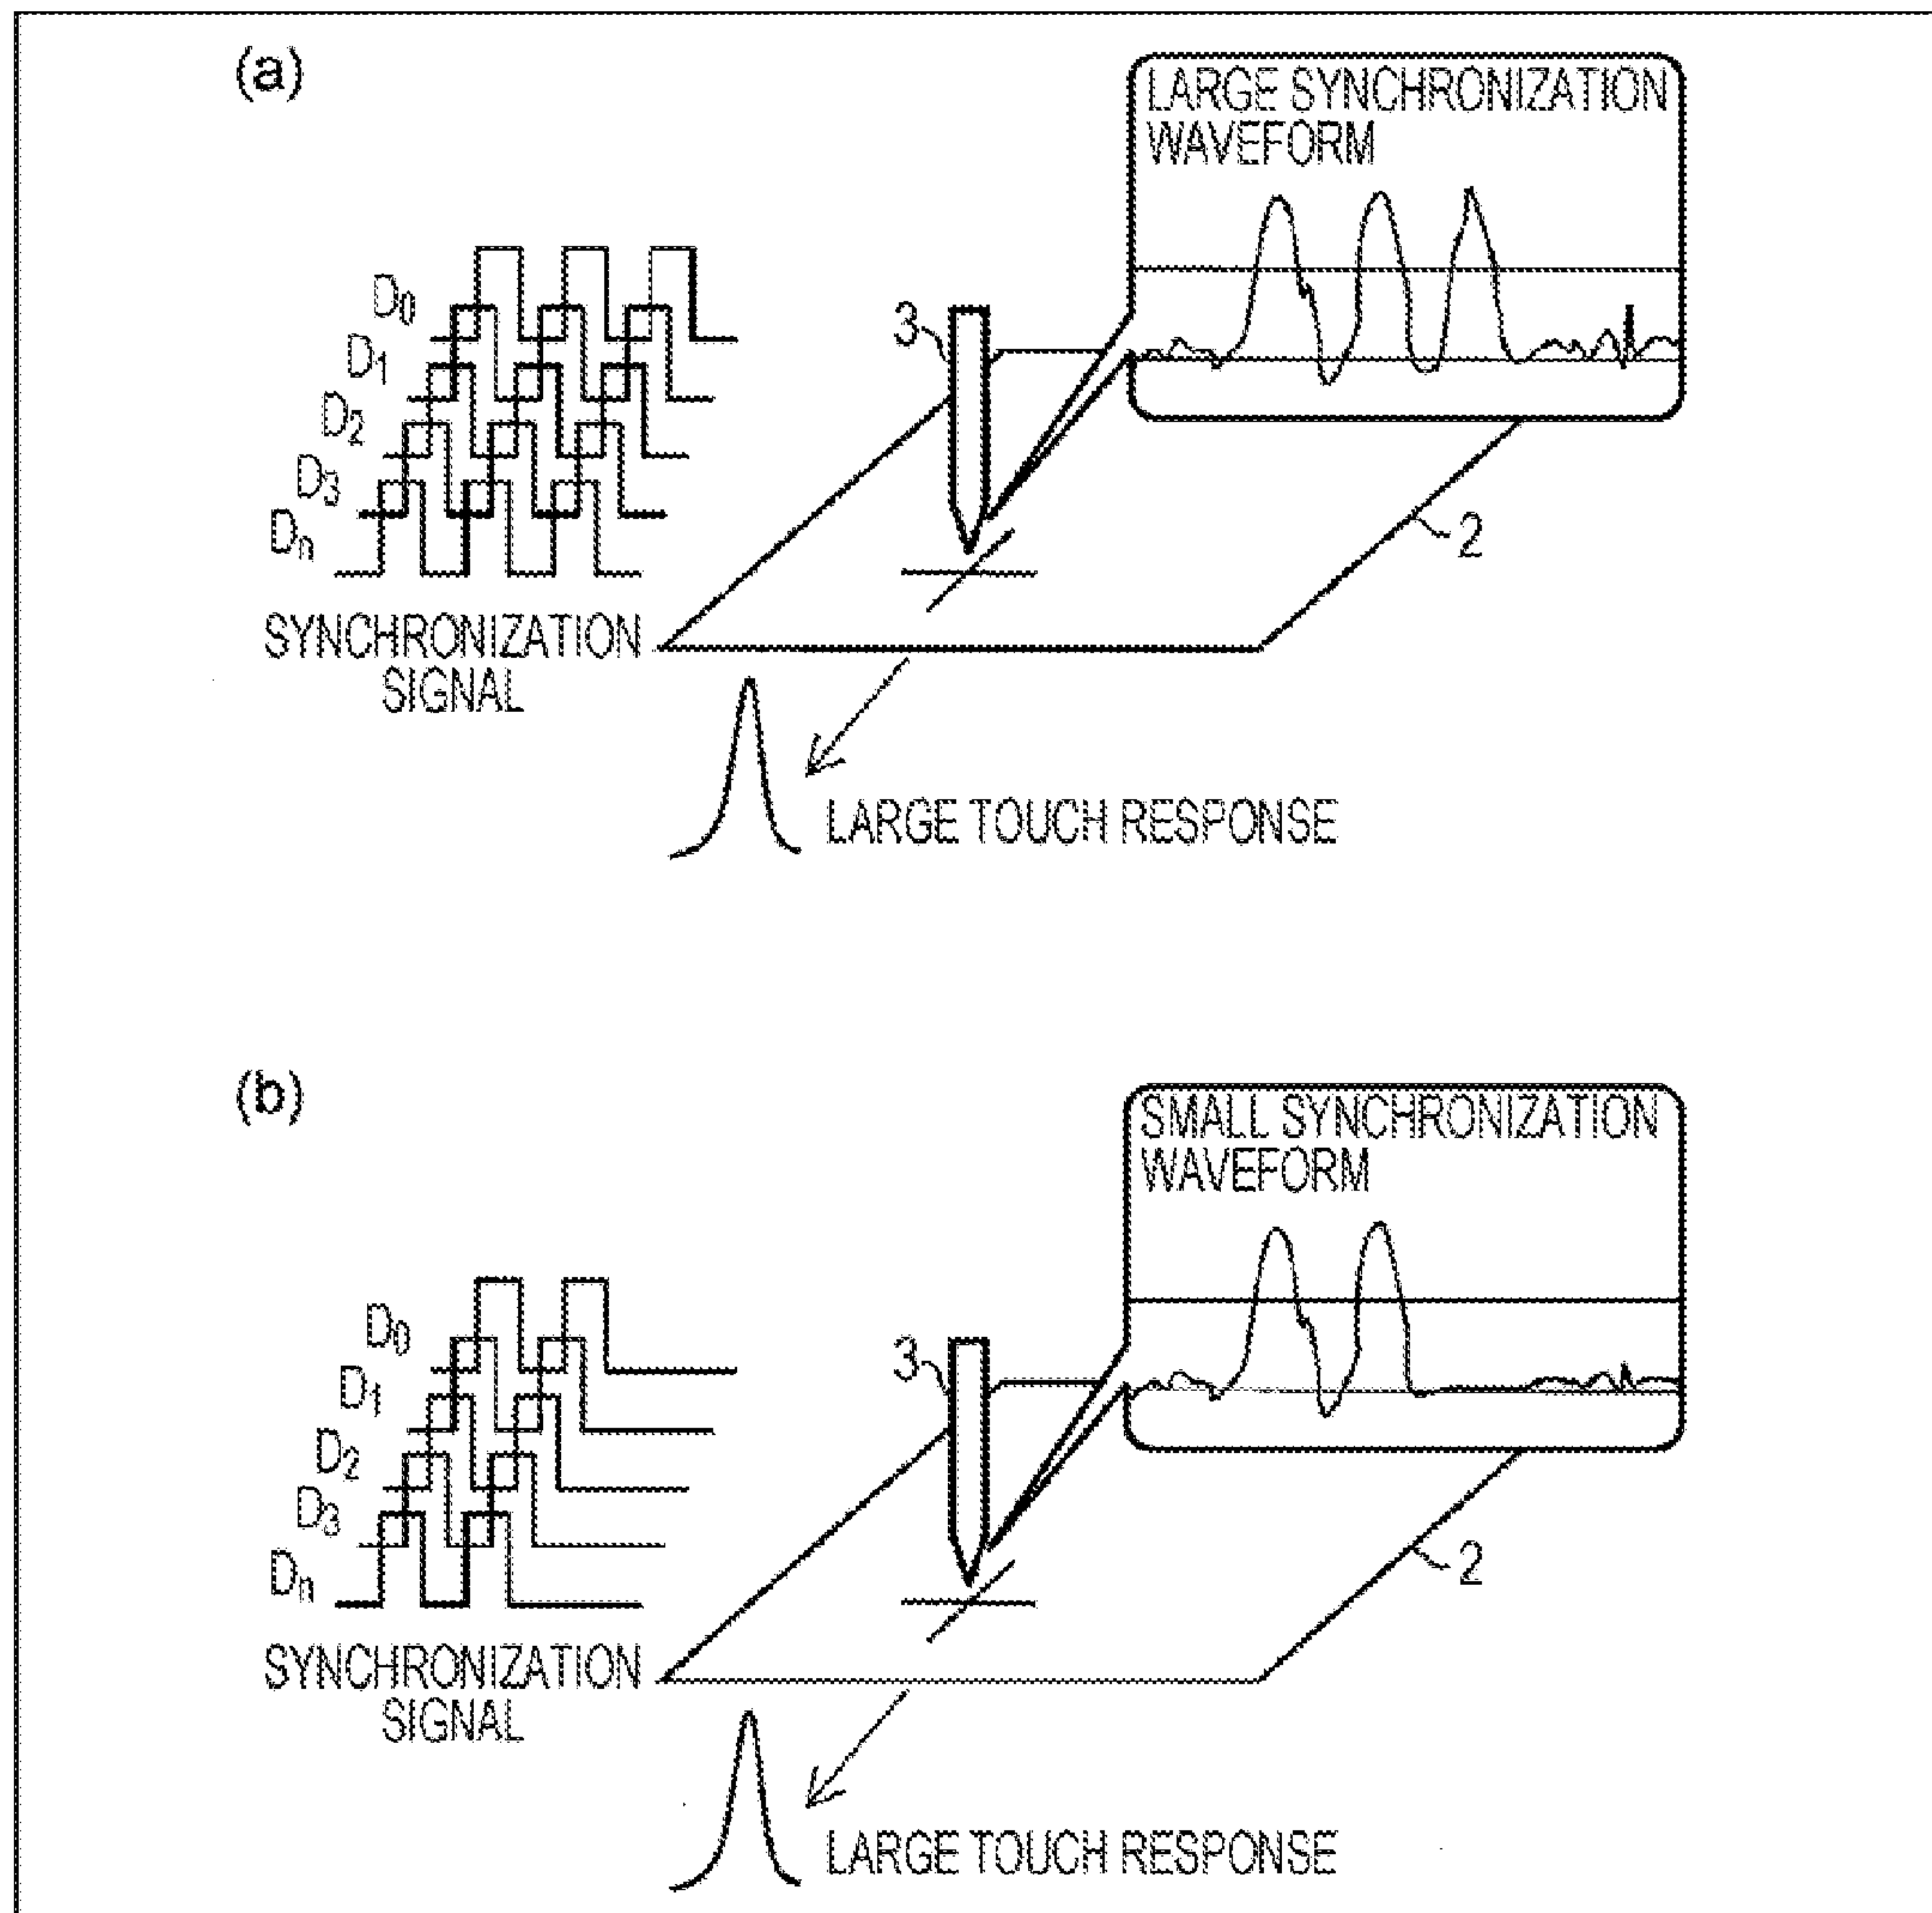 (a)
LARGE SYNCHRONIZATION
WAVEFORM
D0
D1
D2
D3
Dn
3
2
SYNCHRONIZATION
SIGNAL
LARGE TOUCH RESPONSE
(b)
SMALL SYNCHRONIZATION
WAVEFORM
D0
D1
D2
D3
Dn
3
2
SYNCHRONIZATION
SIGNAL
LARGE TOUCH RESPONSE